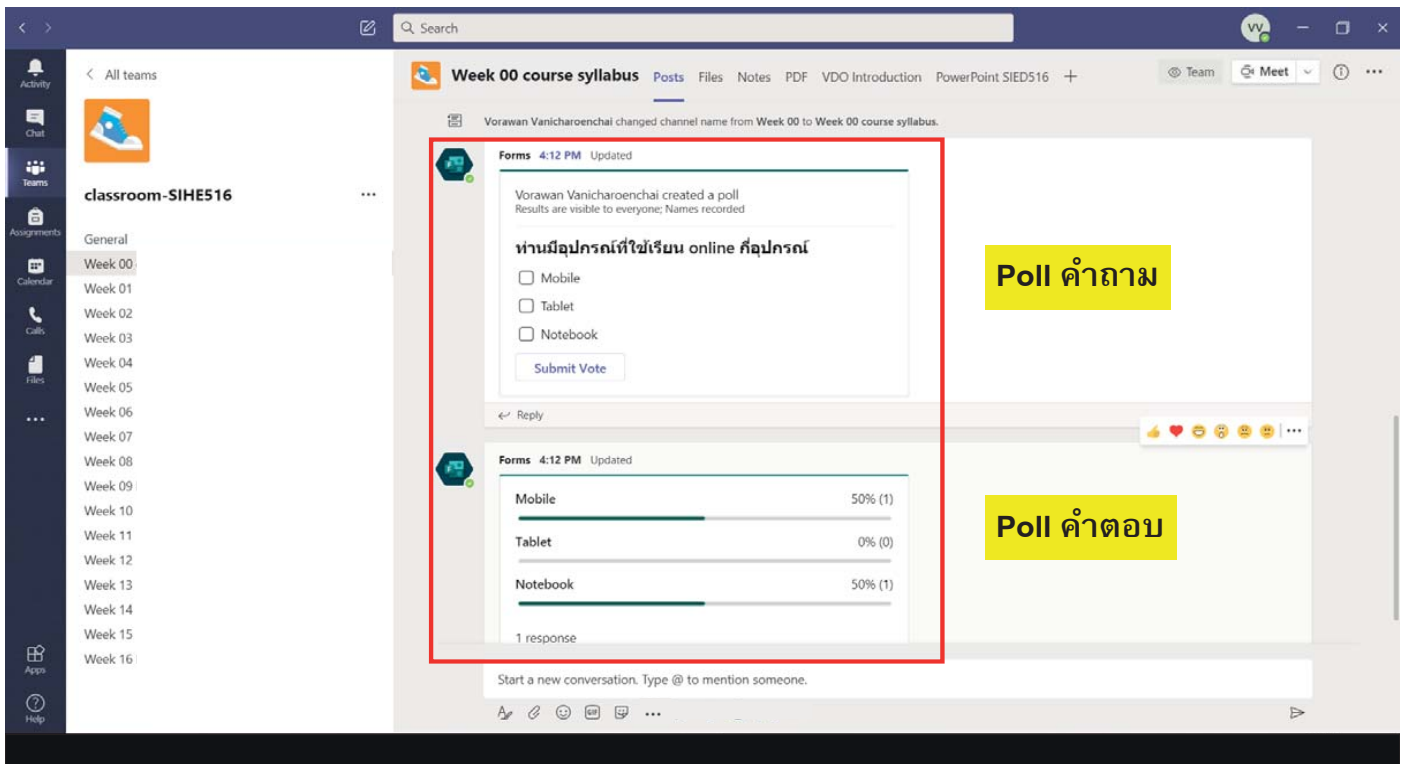 Search
VV
Activity
Chat
Teams
Assignments
Calendar
Calls
Files
Apps
Help
All teams
classroom-SIHE516
General
Week 00
Week 01
Week 02
Week 03
Week 04
Week 05
Week 06
Week 07
Week 08
Week 09
Week 10
Week 11
Week 12
Week 13
Week 14
Week 15
Week 16
Week 00 course syllabus Posts Files Notes PDF VDO Introduction PowerPoint SIED516 Team Meet
Vorawan Vanicharoenchai changed channel name from Week 00 to Week 00 course syllabus.
Forms 4:12 PM Updated
Vorawan Vanicharoenchai created a poll
Results are visible to everyone; Names recorded
ท่านมีอุปกรณ์ที่ใช้เรียน online กี่อุปกรณ์
Mobile
Tablet
Notebook
Submit Vote
Reply
Poll คำถาม
Forms 4:12 PM Updated
Mobile 50% (1)
Tablet 0% (0)
Notebook 50% (1)
1 response
Poll คำตอบ
Start a new conversation. Type @ to mention someone.
GIF